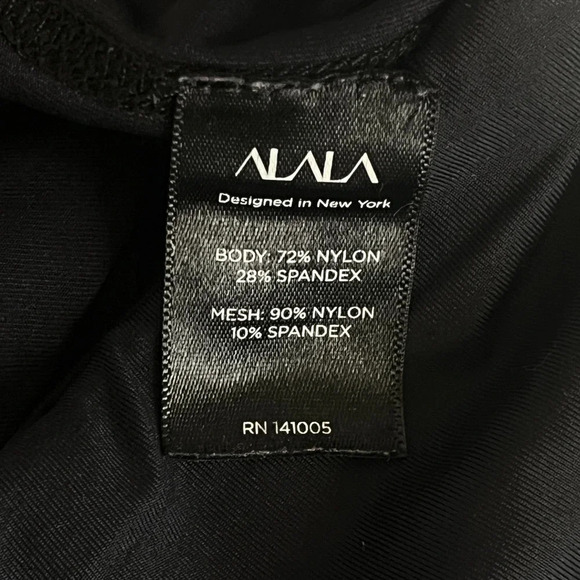 ALALA
Designed in New York
BODY: 72% NYLON
28% SPANDEX
MESH: 90% NYLON
10% SPANDEX
RN 141005